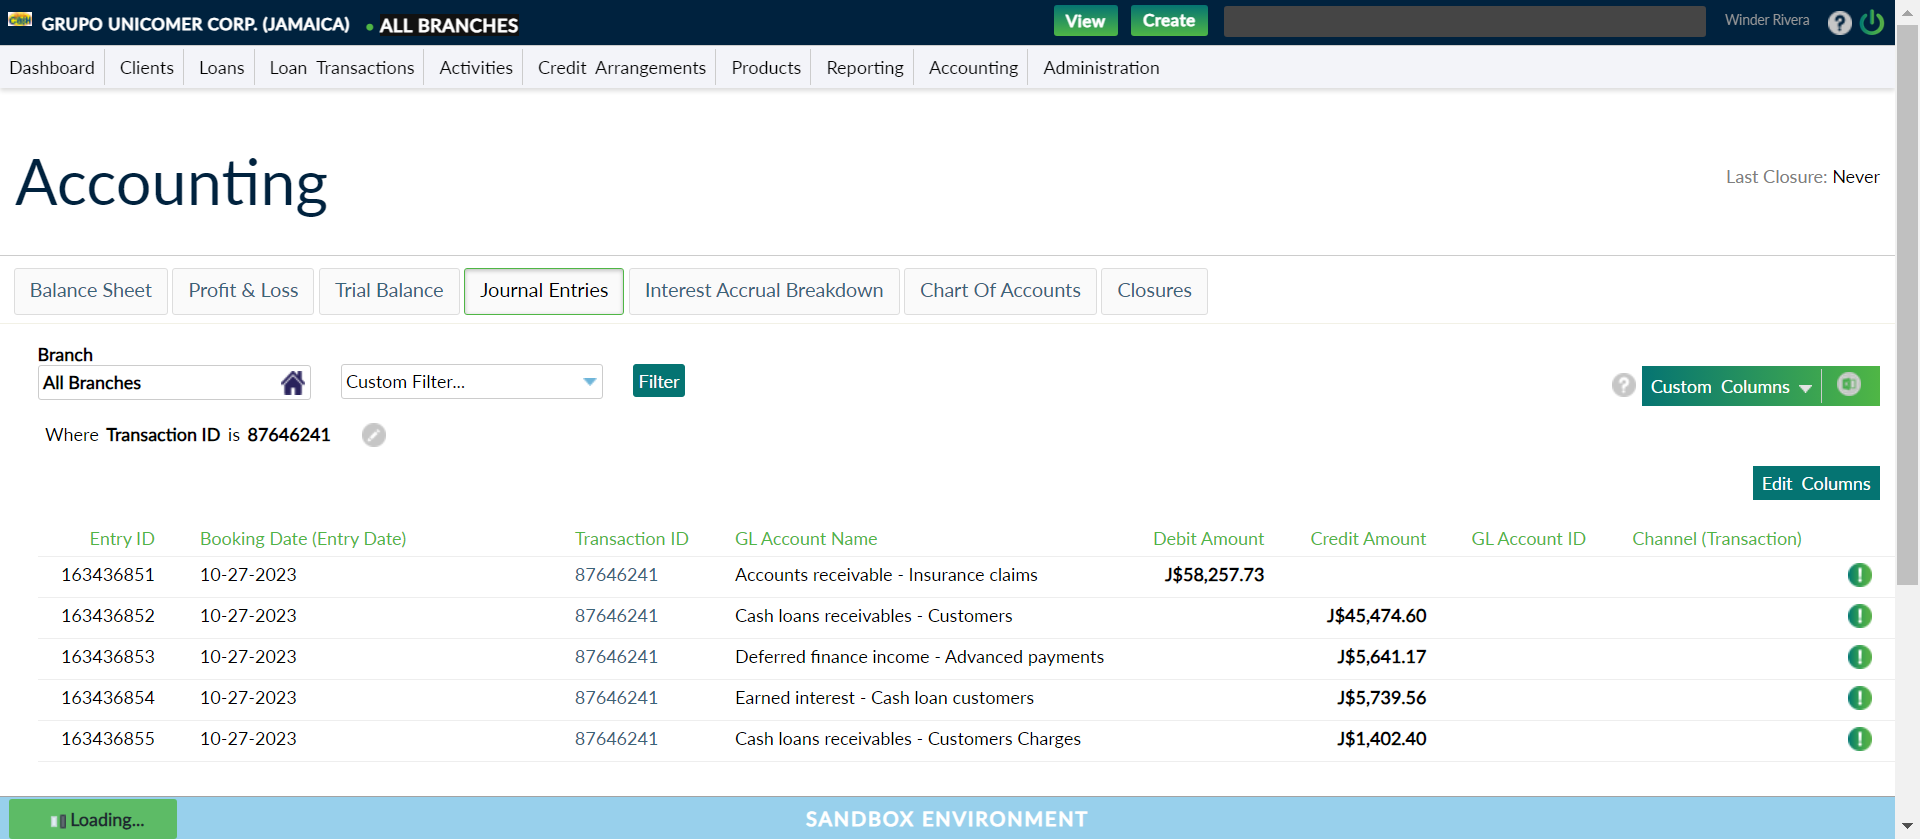 Cash GRUPO UNICOMER CORP. (JAMAICA) • ALL BRANCHES View Create Winder Rivera ?
Dashboard Clients Loans Loan Transactions Activities Credit Arrangements Products Reporting Accounting Administration
Accounting
Last Closure: Never
Balance Sheet Profit & Loss Trial Balance Journal Entries Interest Accrual Breakdown Chart Of Accounts Closures
Branch
All Branches Custom Filter... Filter ? Custom Columns
Where Transaction ID is 87646241
Edit Columns
Entry ID Booking Date (Entry Date) Transaction ID GL Account Name Debit Amount Credit Amount GL Account ID Channel (Transaction)
163436851 10-27-2023 87646241 Accounts receivable - Insurance claims J$58,257.73
163436852 10-27-2023 87646241 Cash loans receivables - Customers J$45,474.60
163436853 10-27-2023 87646241 Deferred finance income - Advanced payments J$5,641.17
163436854 10-27-2023 87646241 Earned interest - Cash loan customers J$5,739.56
163436855 10-27-2023 87646241 Cash loans receivables - Customers Charges J$1,402.40
Loading... SANDBOX ENVIRONMENT